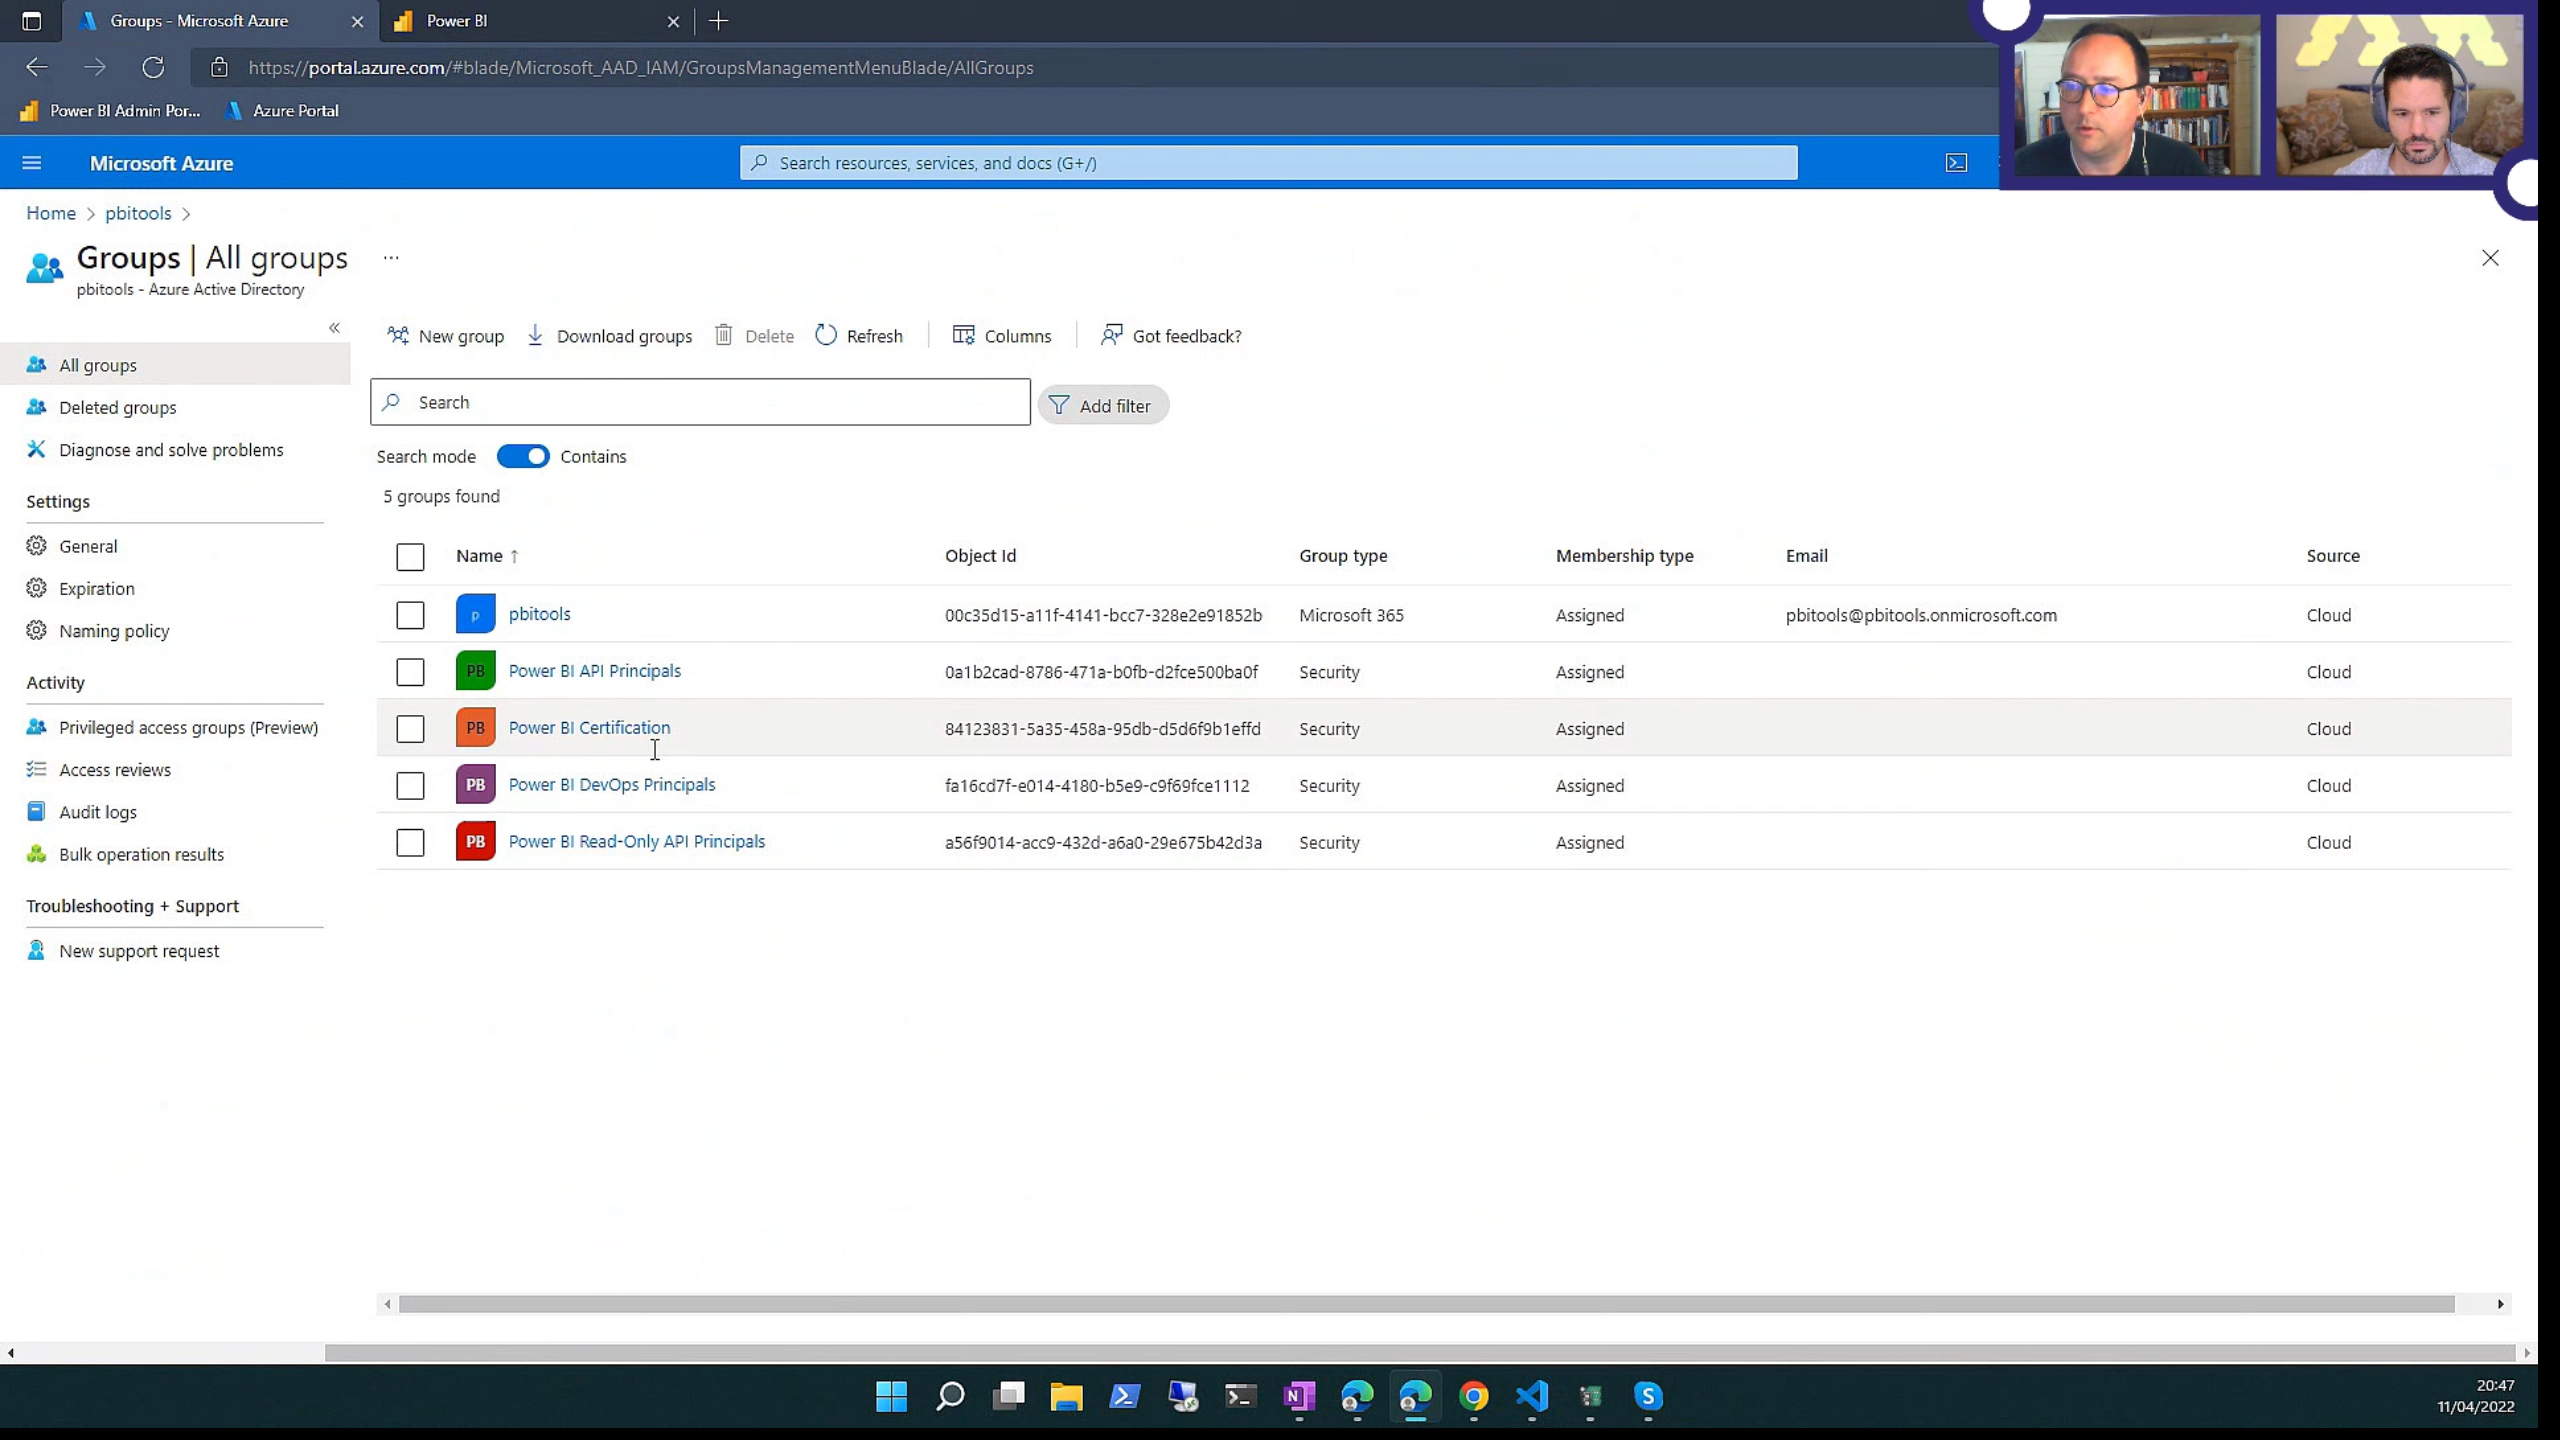 Groups - Microsoft Azure
Power BI
https://portal.azure.com/#blade/Microsoft_AAD_IAM/GroupsManagementMenuBlade/AllGroups
Power BI Admin Por...
Azure Portal
Microsoft Azure
Search resources, services, and docs (G+/)
Home > pbitools >
Groups | All groups
...
pbitools - Azure Active Directory
«
New group
Download groups
Delete
Refresh
Columns
Got feedback?
All groups
Deleted groups
Diagnose and solve problems
Settings
General
Expiration
Naming policy
Activity
Privileged access groups (Preview)
Access reviews
Audit logs
Bulk operation results
Troubleshooting + Support
New support request
Search
Add filter
Search mode
Contains
5 groups found
Name ↑ Object Id Group type Membership type Email Source
p pbitools 00c35d15-a11f-4141-bcc7-328e2e91852b Microsoft 365 Assigned pbitools@pbitools.onmicrosoft.com Cloud
PB Power BI API Principals 0a1b2cad-8786-471a-b0fb-d2fce500ba0f Security Assigned Cloud
PB Power BI Certification 84123831-5a35-458a-95db-d5d6f9b1effd Security Assigned Cloud
PB Power BI DevOps Principals fa16cd7f-e014-4180-b5e9-c9f69fce1112 Security Assigned Cloud
PB Power BI Read-Only API Principals a56f9014-acc9-432d-a6a0-29e675b42d3a Security Assigned Cloud
N
S
20:47
11/04/2022